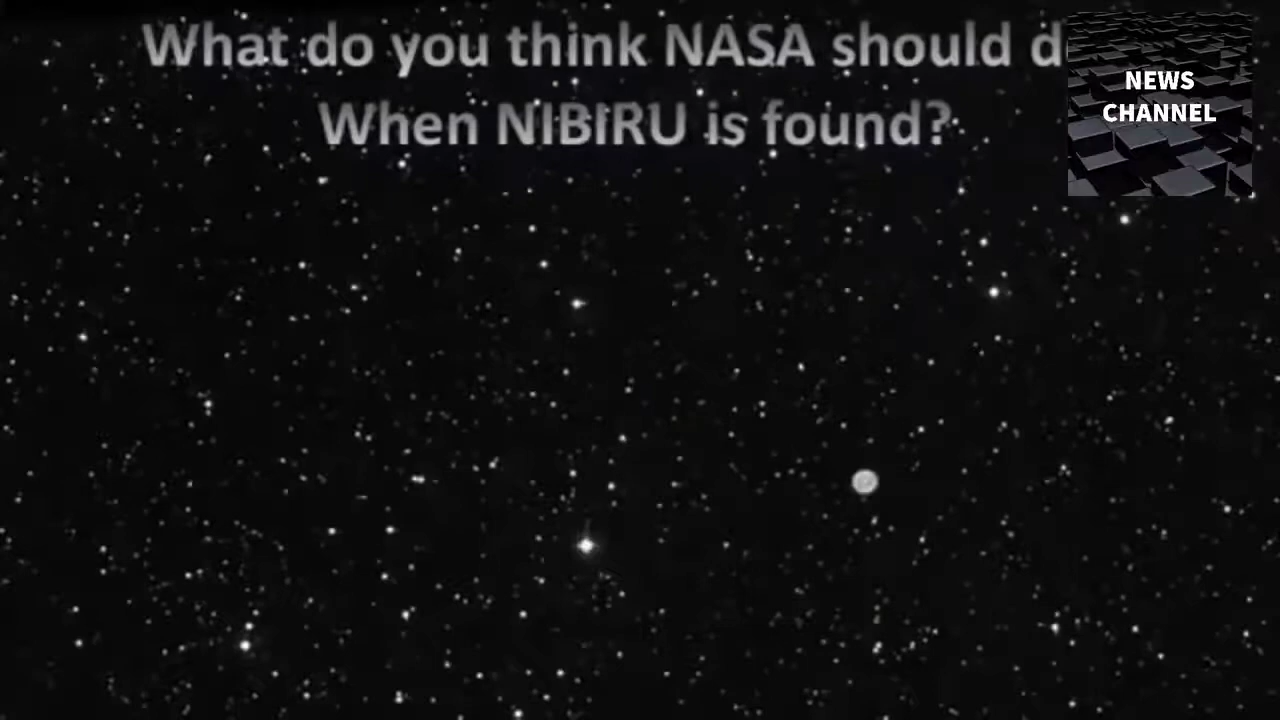 What do you think NASA should d
When NIBIRU is found?
NEWS
CHANNEL